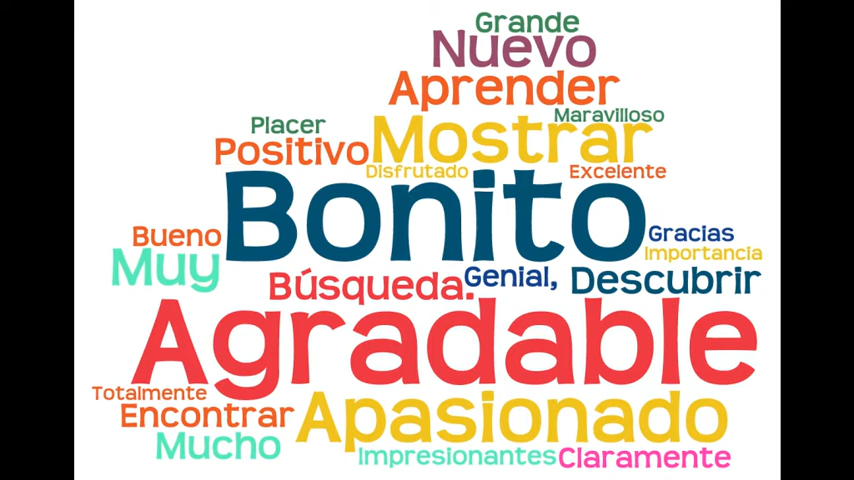 Grande
Nuevo
Aprender
Maravilloso
Placer
Mostrar
Positivo
Disfrutado
Excelente
Bonito
Bueno
Gracias
Importancia
Muy
Búsqueda.
Genial,
Descubrir
Agradable
Totalmente
Encontrar
Apasionado
Mucho
Impresionantes
Claramente